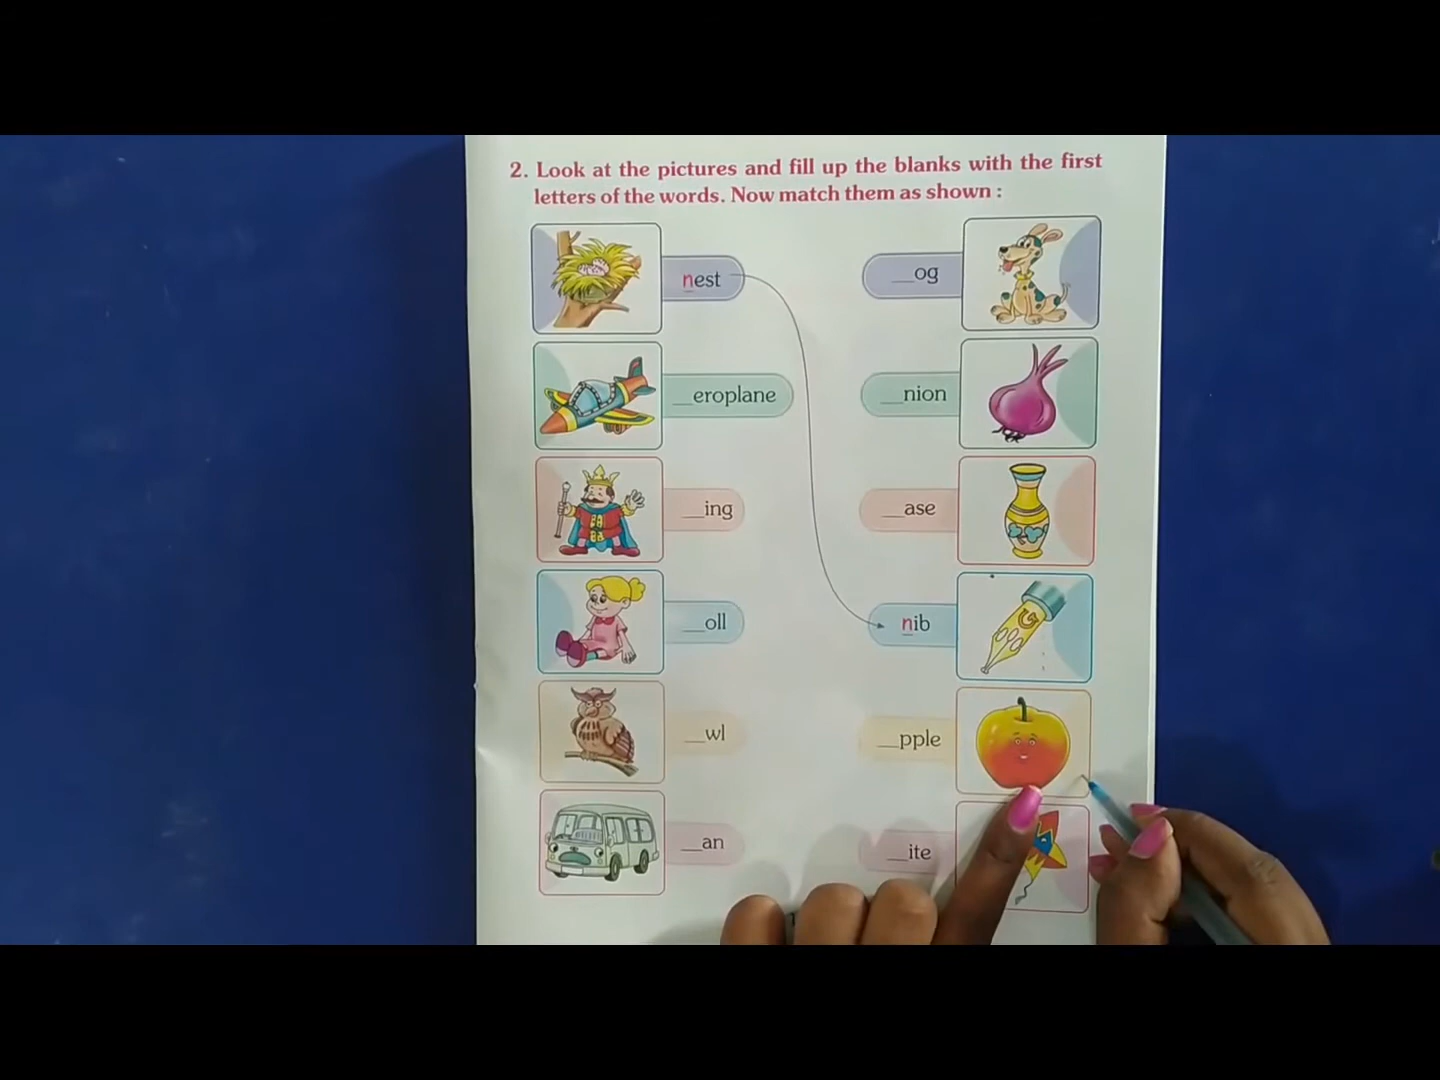 2. Look at the pictures and fill up the blanks with the first
letters of the words. Now match them as shown :
nest
__og
__eroplane
__nion
__ing
__ase
__oll
nib
__wl
__pple
__an
__ite